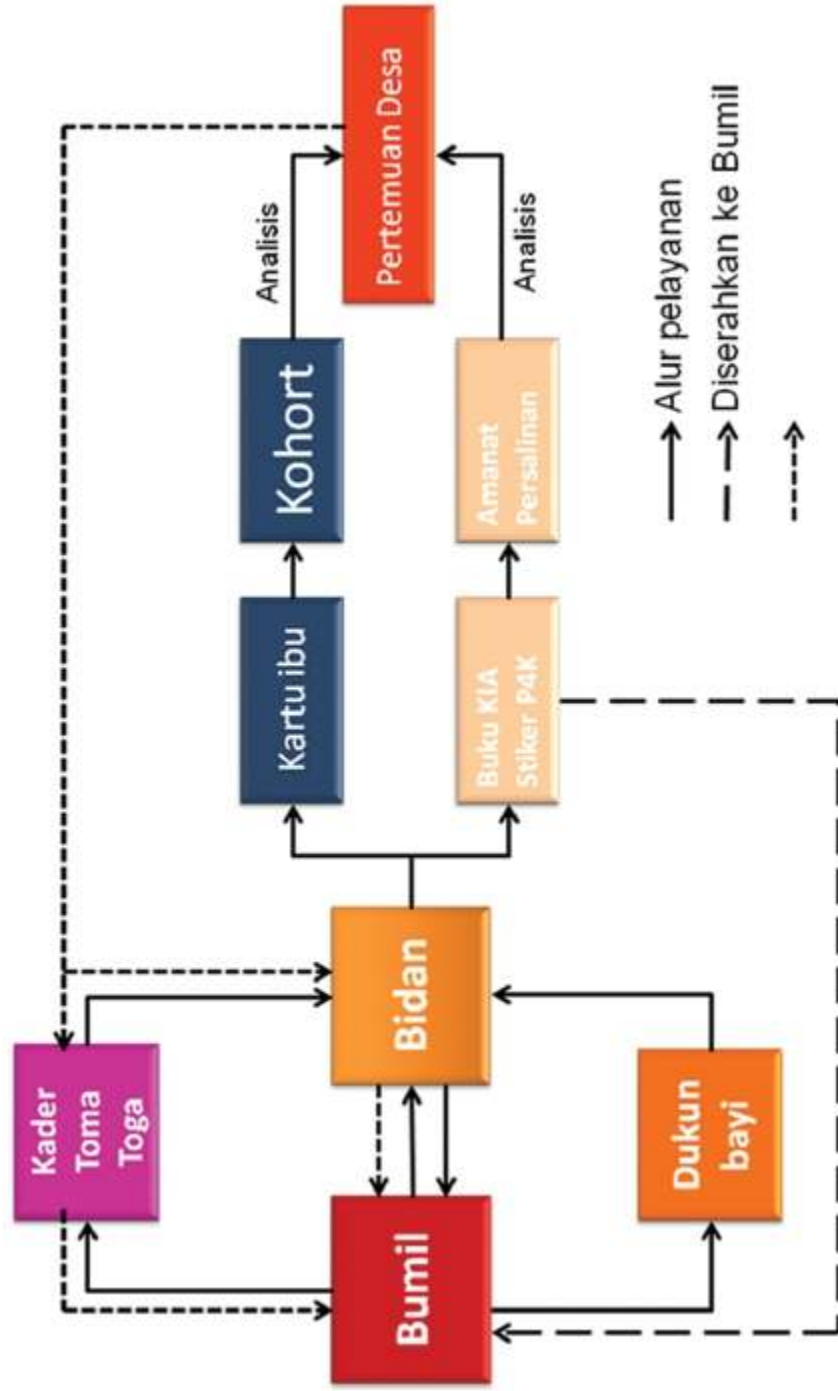 Kader
Toma
Toga
Bumil
Bidan
Dukun
bayi
Kartu ibu
Kohort
Analisis
Buku KIA
Stiker P4K
Amanat
Persalinan
Analisis
Pertemuan Desa
Alur pelayanan
Diserahkan ke Bumil